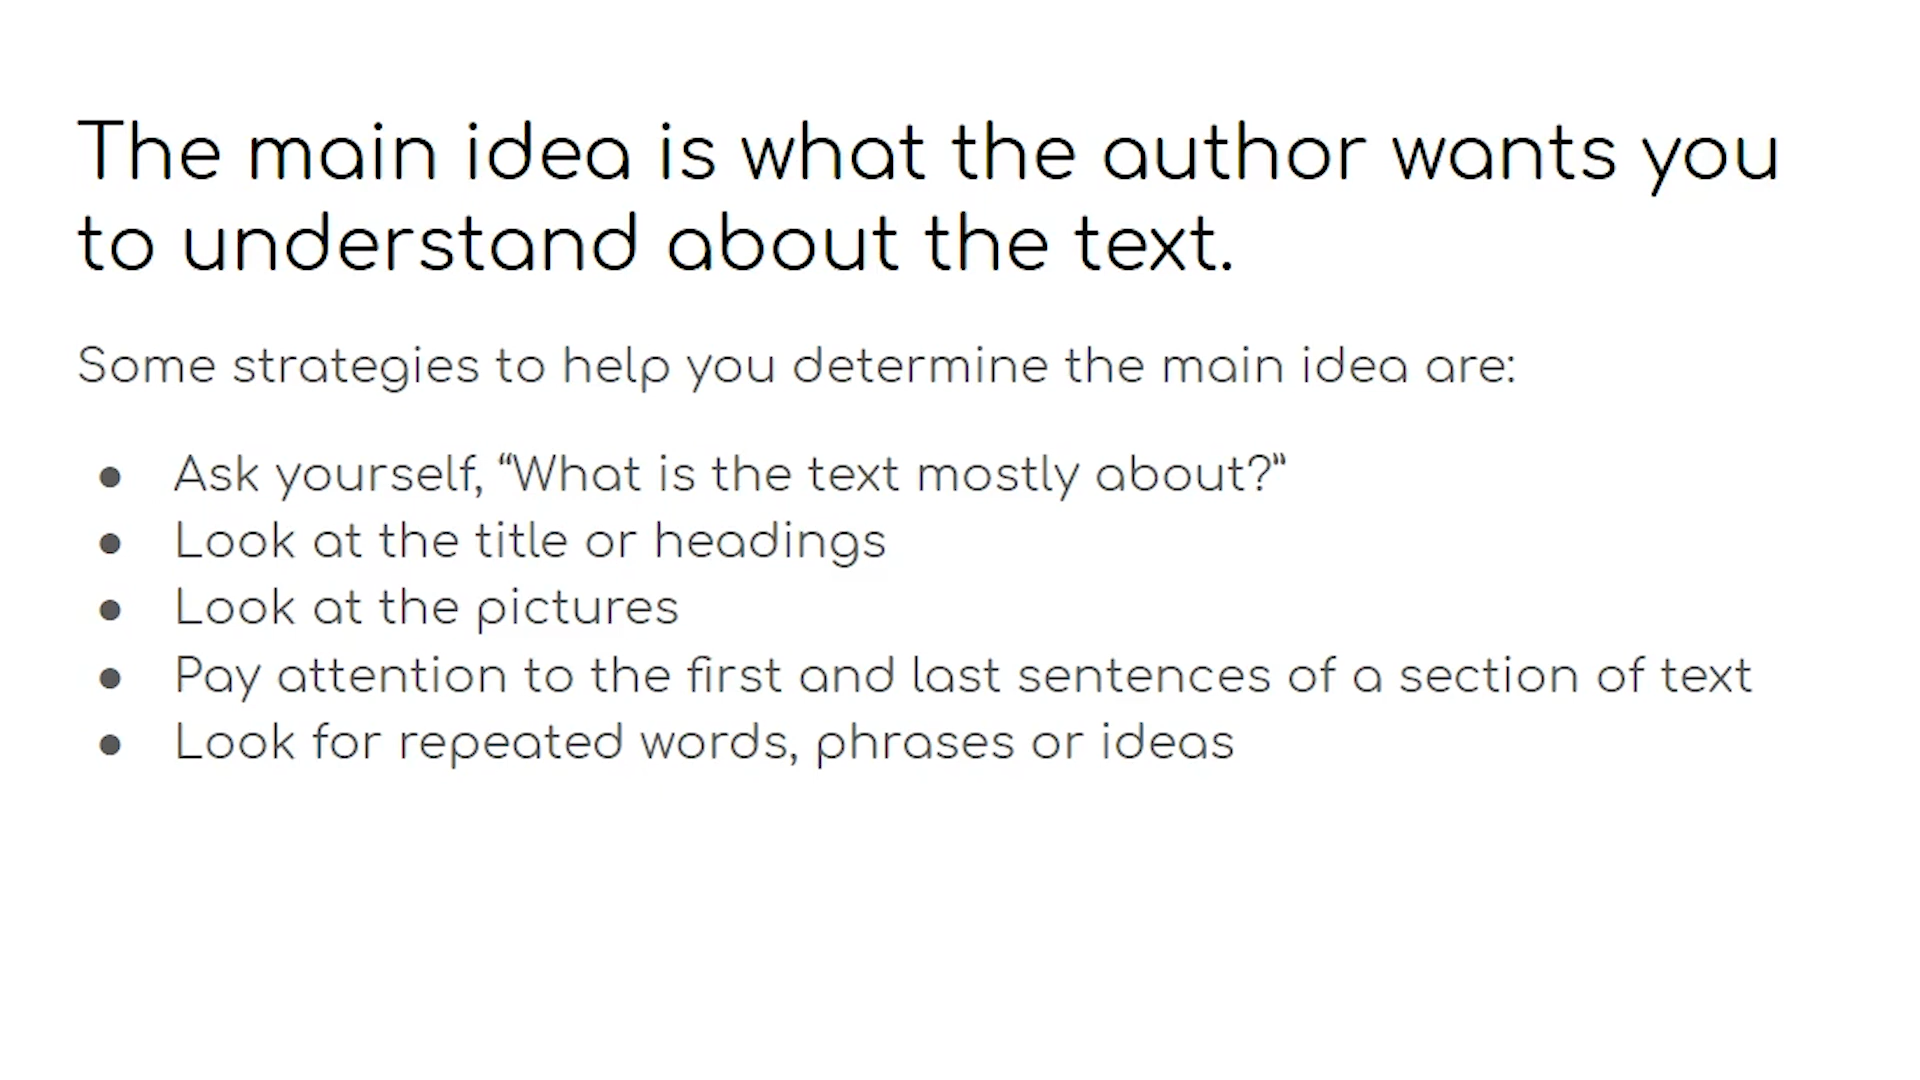 The main idea is what the author wants you
to understand about the text.
Some strategies to help you determine the main idea are:
● Ask yourself, “What is the text mostly about?”
● Look at the title or headings
● Look at the pictures
● Pay attention to the first and last sentences of a section of text
● Look for repeated words, phrases or ideas